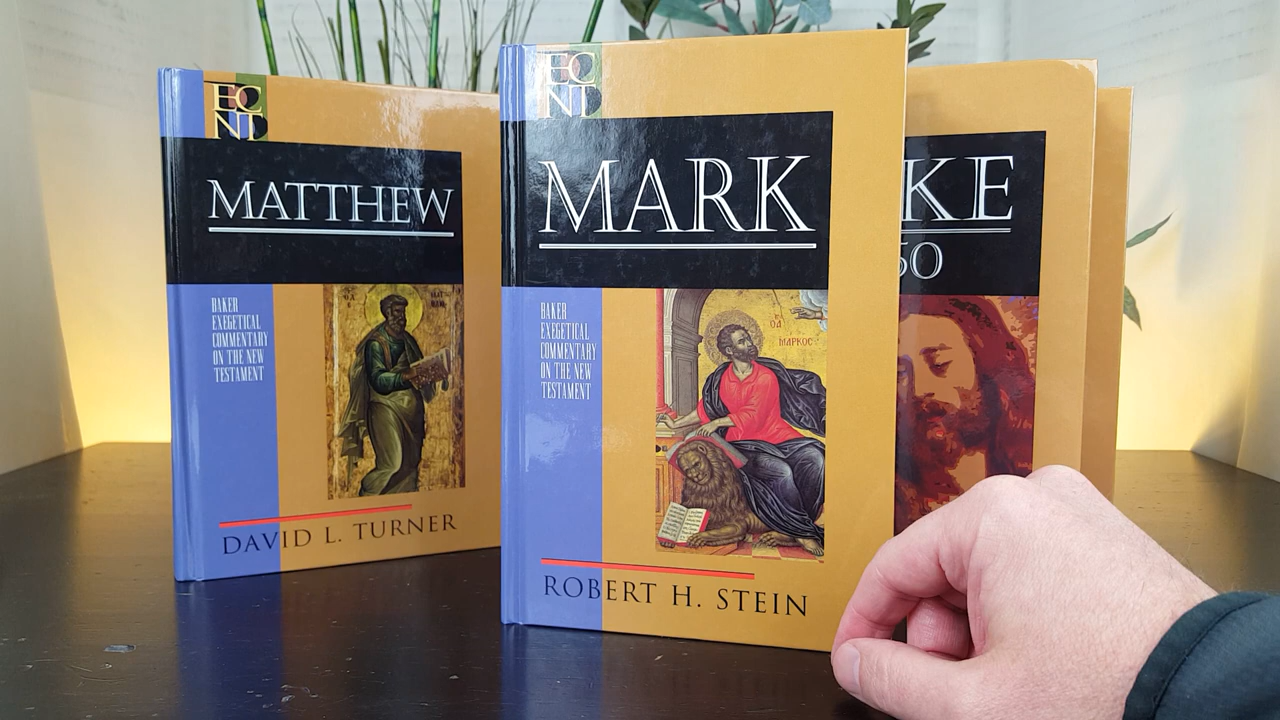 EC
NT
MATTHEW
BAKER
EXEGETICAL
COMMENTARY
ON THE NEW
TESTAMENT
DAVID L. TURNER
EC
NT
MARK
BAKER
EXEGETICAL
COMMENTARY
ON THE NEW
TESTAMENT
ΜΑΡΚΟC
ROBERT H. STEIN
KE
50